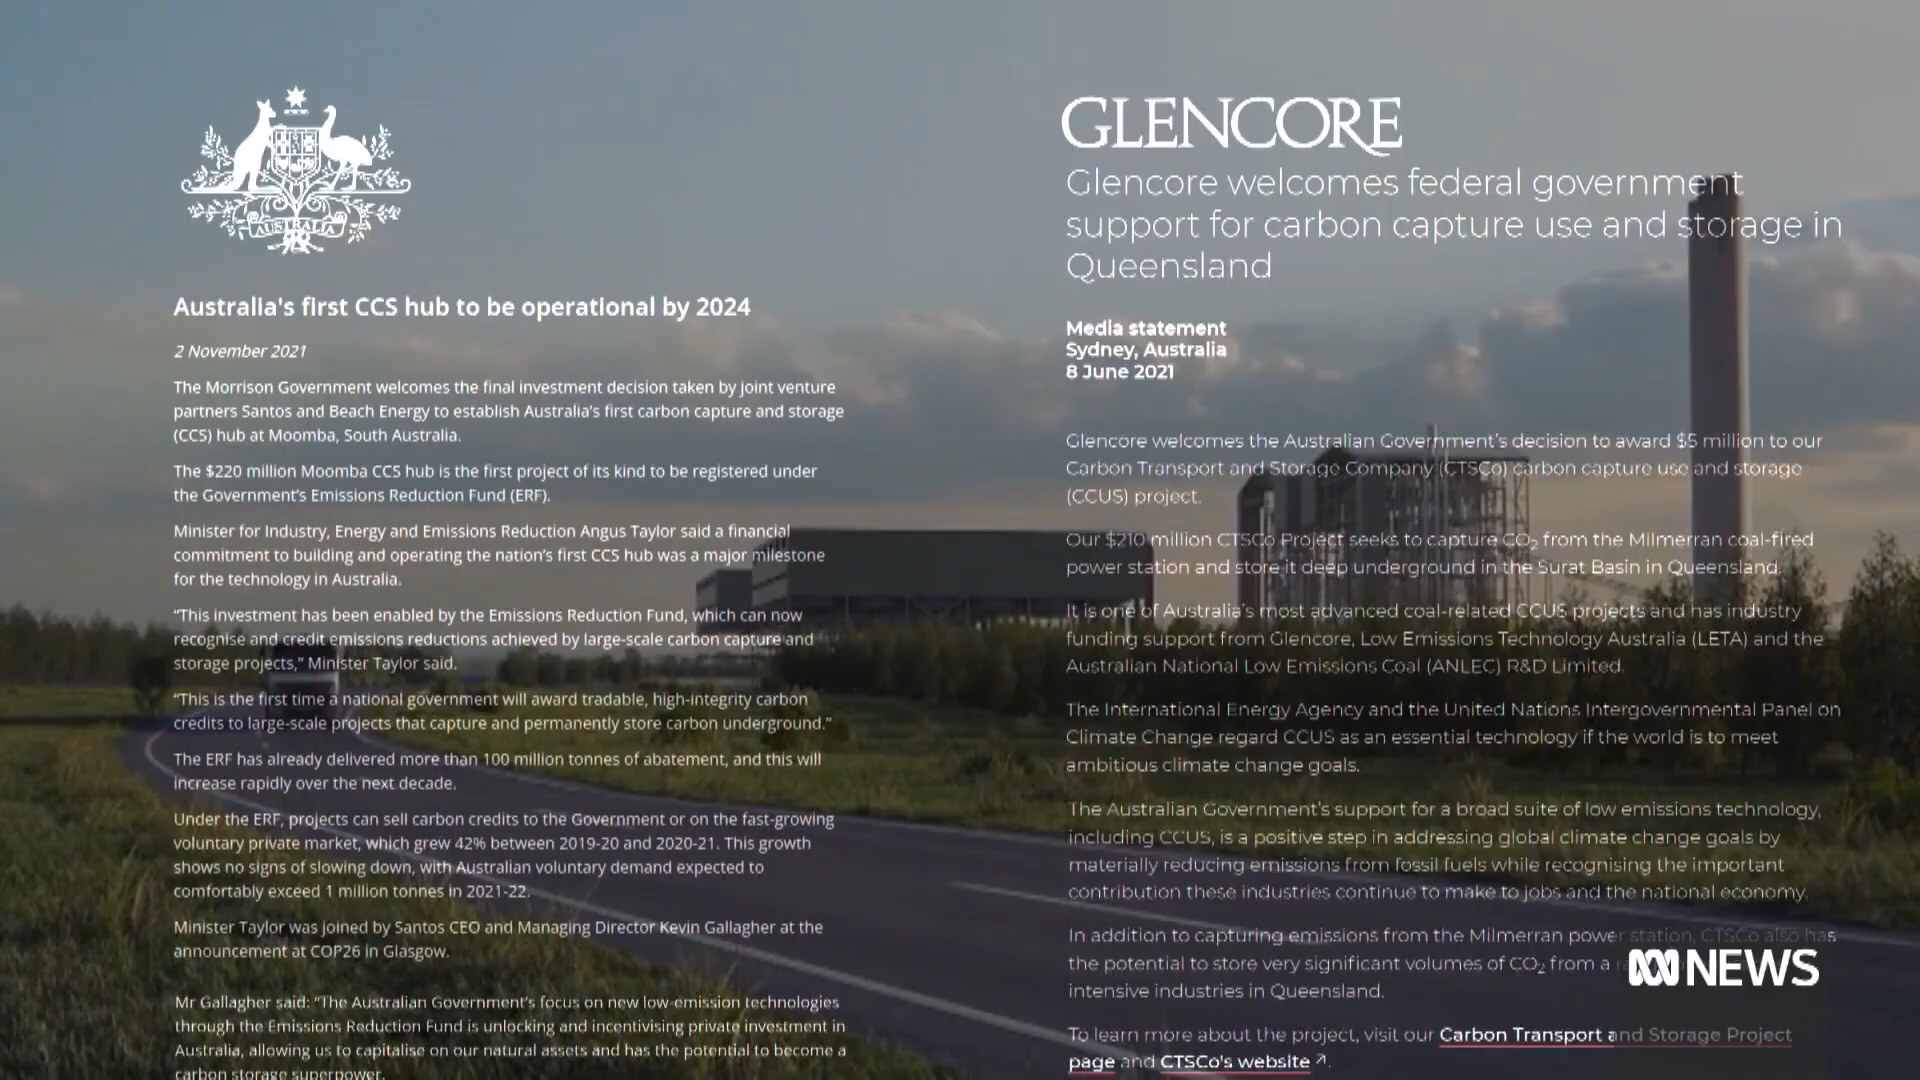 AUSTRALIA
Australia's first CCS hub to be operational by 2024
2 November 2021
The Morrison Government welcomes the final investment decision taken by joint venture
partners Santos and Beach Energy to establish Australia's first carbon capture and storage
(CCS) hub at Moomba, South Australia.
The $220 million Moomba CCS hub is the first project of its kind to be registered under
the Government's Emissions Reduction Fund (ERF).
Minister for Industry, Energy and Emissions Reduction Angus Taylor said a financial
commitment to building and operating the nation's first CCS hub was a major milestone
for the technology in Australia.
“This investment has been enabled by the Emissions Reduction Fund, which can now
recognise and credit emissions reductions achieved by large-scale carbon capture and
storage projects,” Minister Taylor said.
“This is the first time a national government will award tradable, high-integrity carbon
credits to large-scale projects that capture and permanently store carbon underground.”
The ERF has already delivered more than 100 million tonnes of abatement, and this will
increase rapidly over the next decade.
Under the ERF, projects can sell carbon credits to the Government or on the fast-growing
voluntary private market, which grew 42% between 2019-20 and 2020-21. This growth
shows no signs of slowing down, with Australian voluntary demand expected to
comfortably exceed 1 million tonnes in 2021-22.
Minister Taylor was joined by Santos CEO and Managing Director Kevin Gallagher at the
announcement at COP26 in Glasgow.
Mr Gallagher said: “The Australian Government's focus on new low-emission technologies
through the Emissions Reduction Fund is unlocking and incentivising private investment in
Australia, allowing us to capitalise on our natural assets and has the potential to become a
carbon storage superpower.
GLENCORE
Glencore welcomes federal government
support for carbon capture use and storage in
Queensland
Media statement
Sydney, Australia
8 June 2021
Glencore welcomes the Australian Government's decision to award $5 million to our
Carbon Transport and Storage Company (CTSCo) carbon capture use and storage
(CCUS) project.
Our $210 million CTSCo Project seeks to capture CO₂ from the Milmerran coal-fired
power station and store it deep underground in the Surat Basin in Queensland.
It is one of Australia's most advanced coal-related CCUS projects and has industry
funding support from Glencore, Low Emissions Technology Australia (LETA) and the
Australian National Low Emissions Coal (ANLEC) R&D Limited.
The International Energy Agency and the United Nations Intergovernmental Panel on
Climate Change regard CCUS as an essential technology if the world is to meet
ambitious climate change goals.
The Australian Government's support for a broad suite of low emissions technology,
including CCUS, is a positive step in addressing global climate change goals by
materially reducing emissions from fossil fuels while recognising the important
contribution these industries continue to make to jobs and the national economy.
In addition to capturing emissions from the Milmerran power station, CTSCo also has
the potential to store very significant volumes of CO₂ from a
intensive industries in Queensland.
To learn more about the project, visit our Carbon Transport and Storage Project
page and CTSCo's website ↗.
NEWS